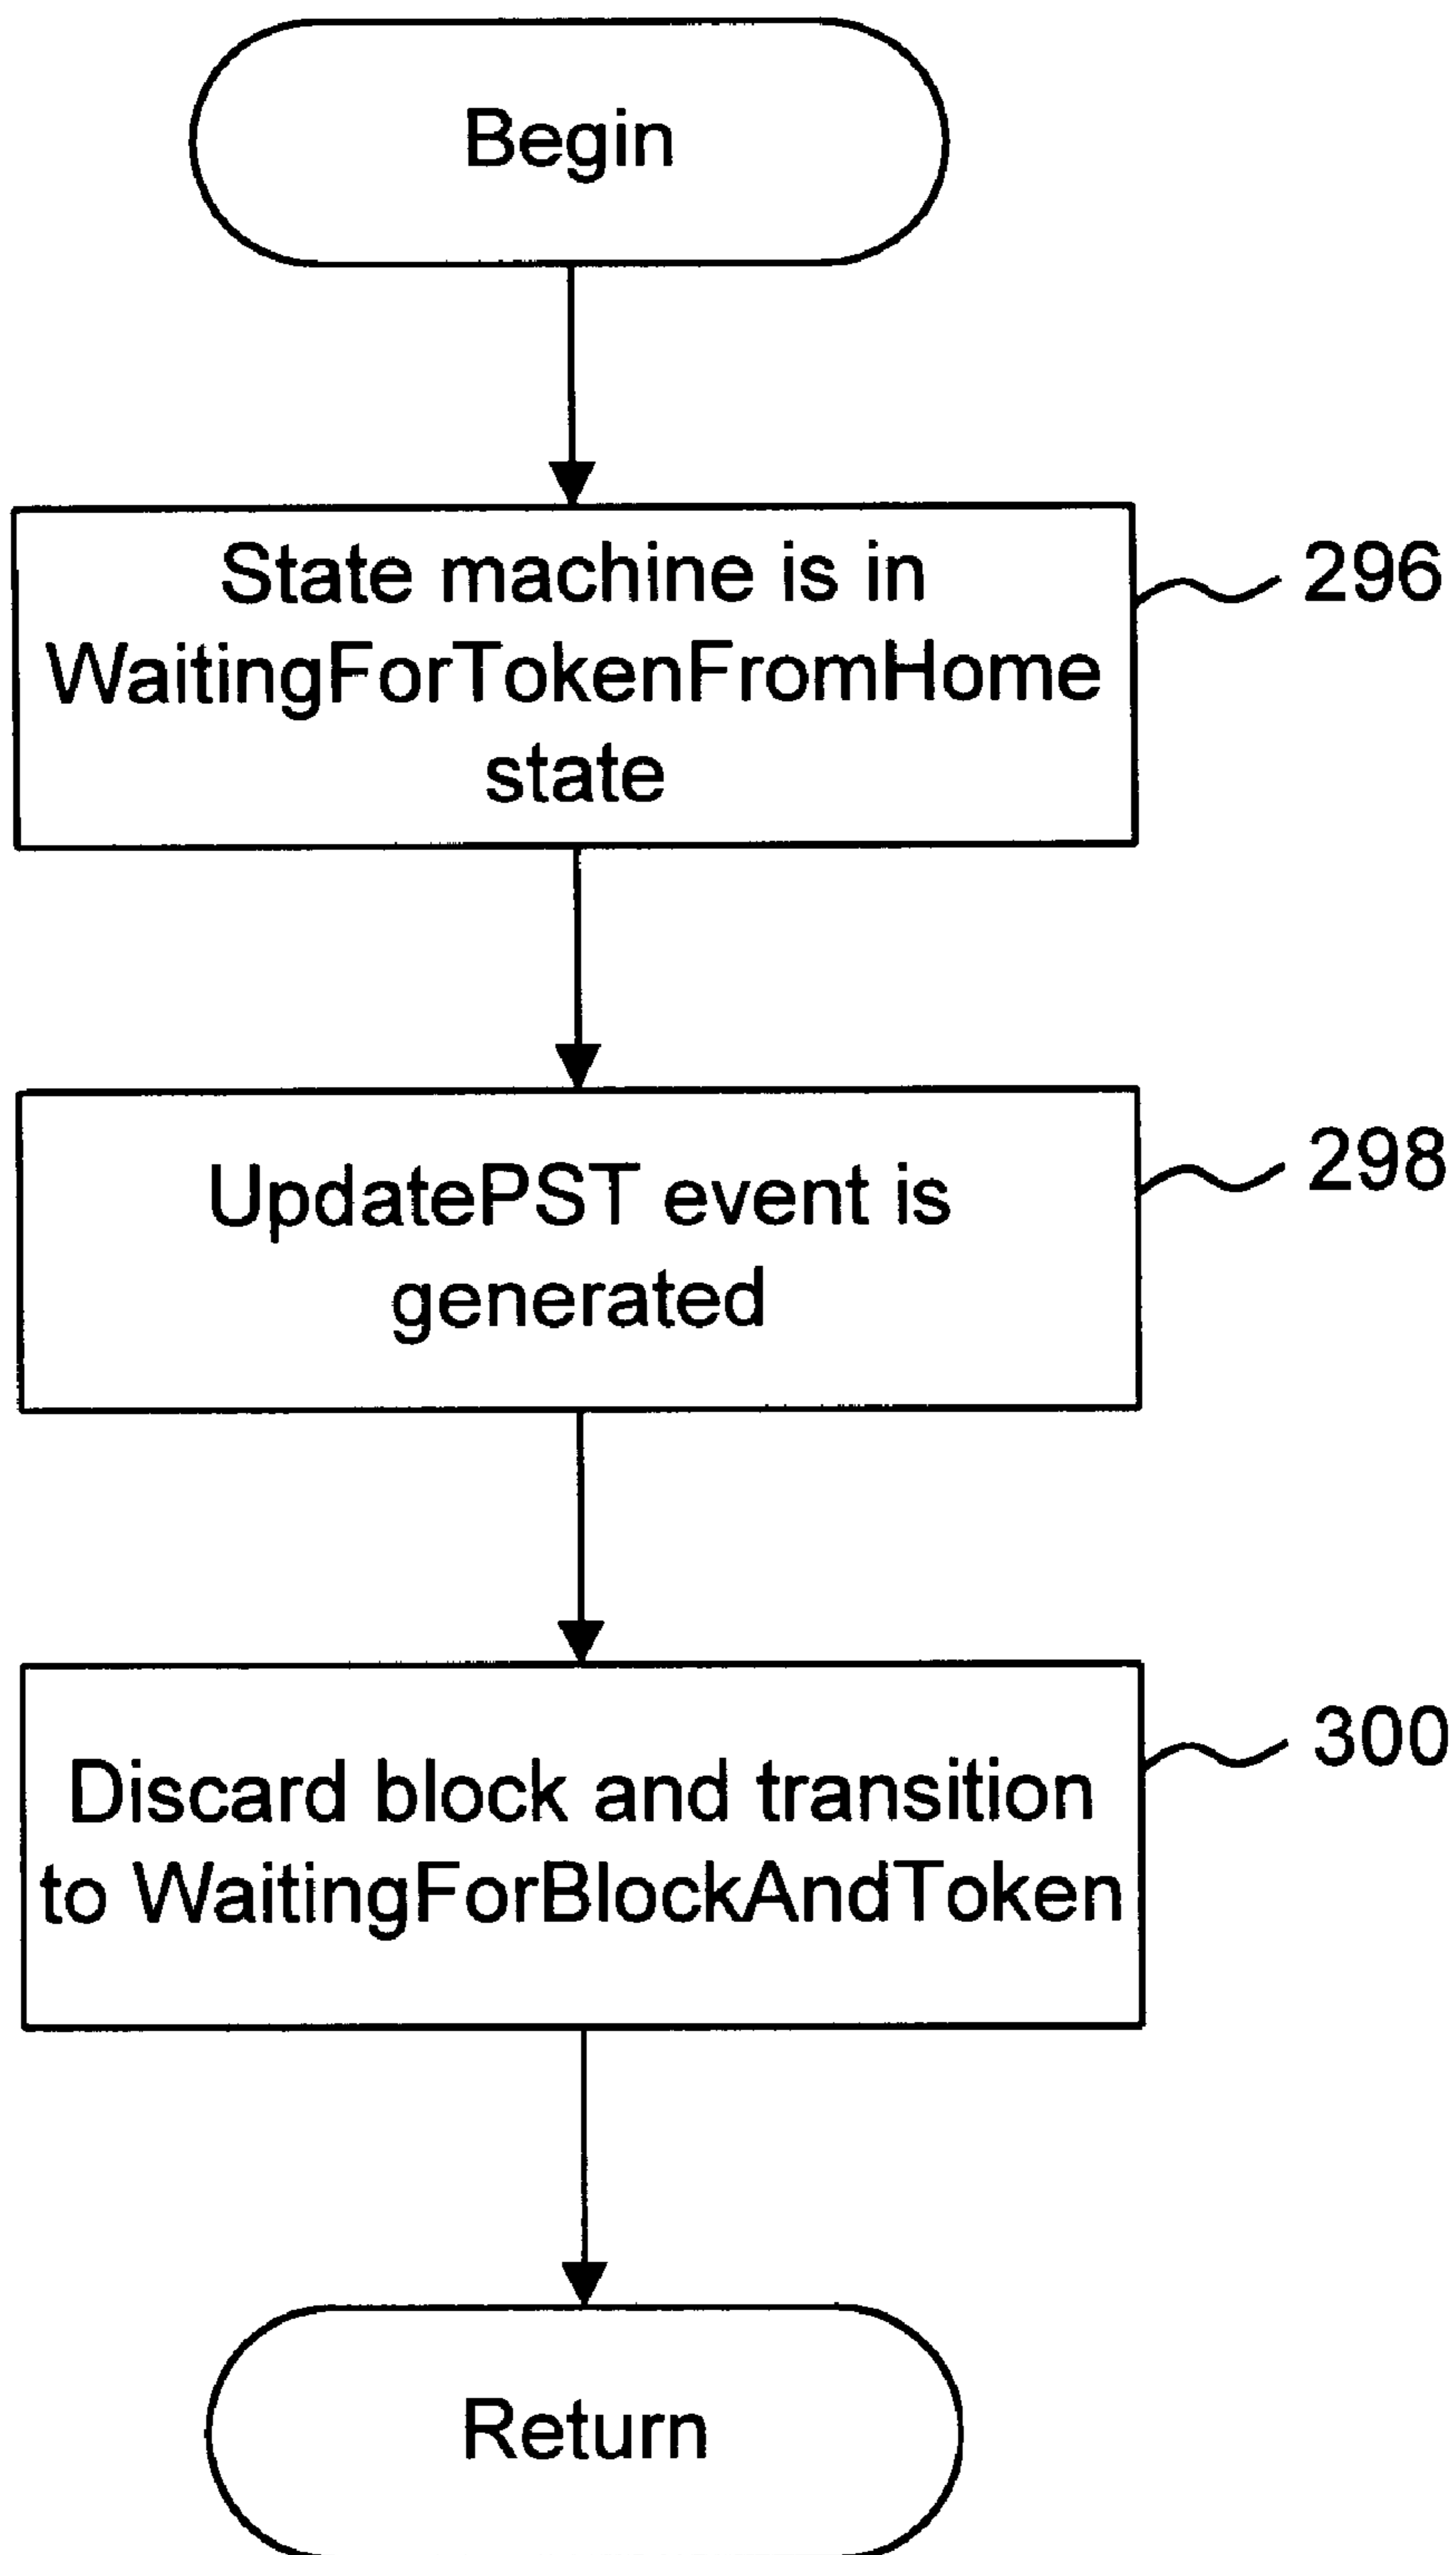 Begin
State machine is in
WaitingForTokenFromHome
state
296
UpdatePST event is
generated
298
Discard block and transition
to WaitingForBlockAndToken
300
Return